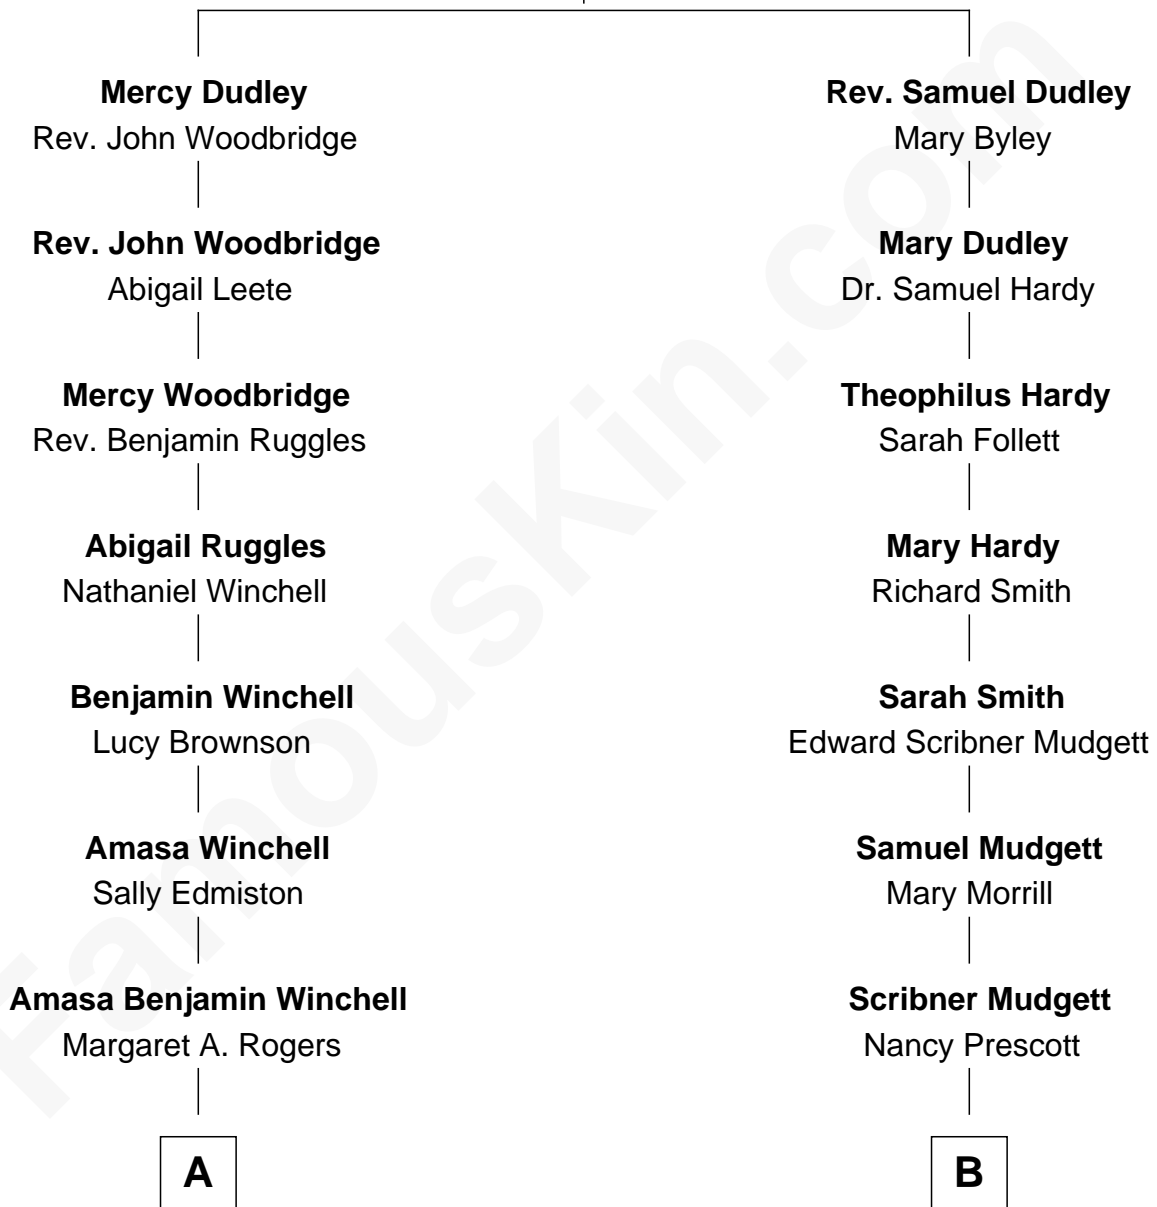 Mercy Dudley
Rev. John Woodbridge
Rev. John Woodbridge
Abigail Leete
Mercy Woodbridge
Rev. Benjamin Ruggles
Abigail Ruggles
Nathaniel Winchell
Benjamin Winchell
Lucy Brownson
Amasa Winchell
Sally Edmiston
Amasa Benjamin Winchell
Margaret A. Rogers
A
Rev. Samuel Dudley
Mary Byley
Mary Dudley
Dr. Samuel Hardy
Theophilus Hardy
Sarah Follett
Mary Hardy
Richard Smith
Sarah Smith
Edward Scribner Mudgett
Samuel Mudgett
Mary Morrill
Scribner Mudgett
Nancy Prescott
B
FamousKin.com